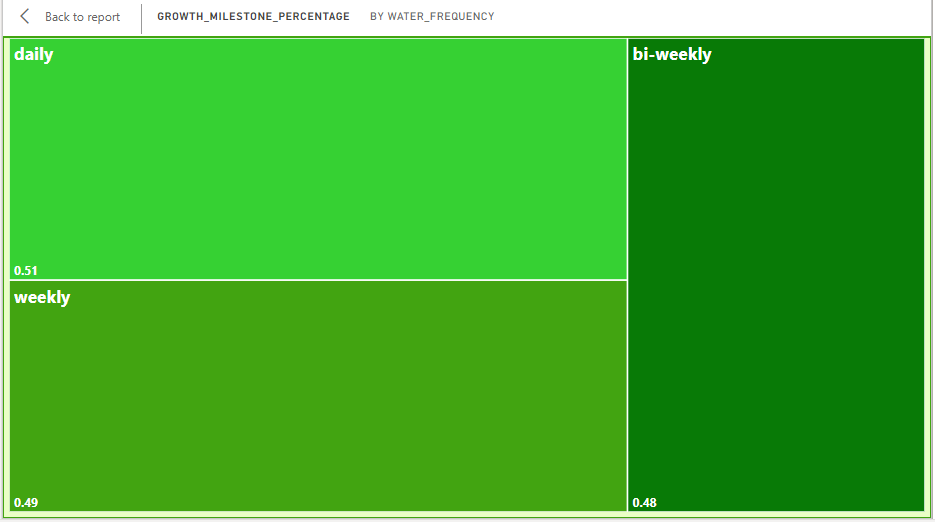 Back to report
GROWTH_MILESTONE_PERCENTAGE BY WATER_FREQUENCY
daily
0.51
weekly
0.49
bi-weekly
0.48